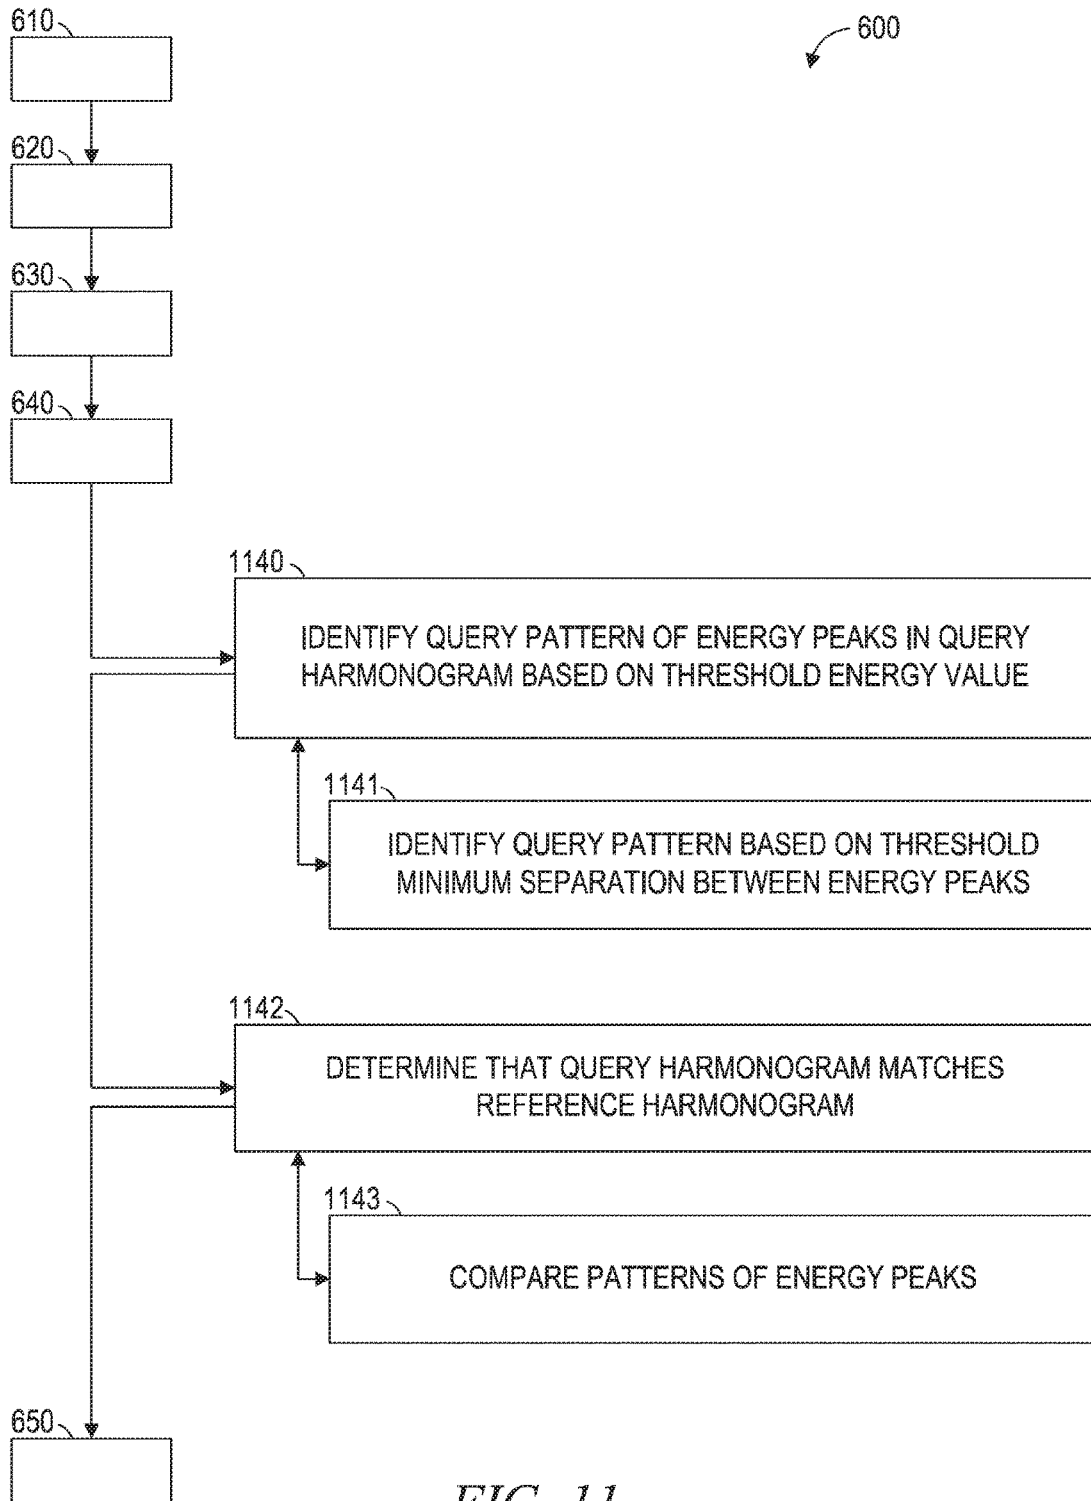 610
600
620
630
640
1140
IDENTIFY QUERY PATTERN OF ENERGY PEAKS IN QUERY
HARMONOGRAM BASED ON THRESHOLD ENERGY VALUE
1141
IDENTIFY QUERY PATTERN BASED ON THRESHOLD
MINIMUM SEPARATION BETWEEN ENERGY PEAKS
1142
DETERMINE THAT QUERY HARMONOGRAM MATCHES
REFERENCE HARMONOGRAM
1143
COMPARE PATTERNS OF ENERGY PEAKS
650
FIG. 11